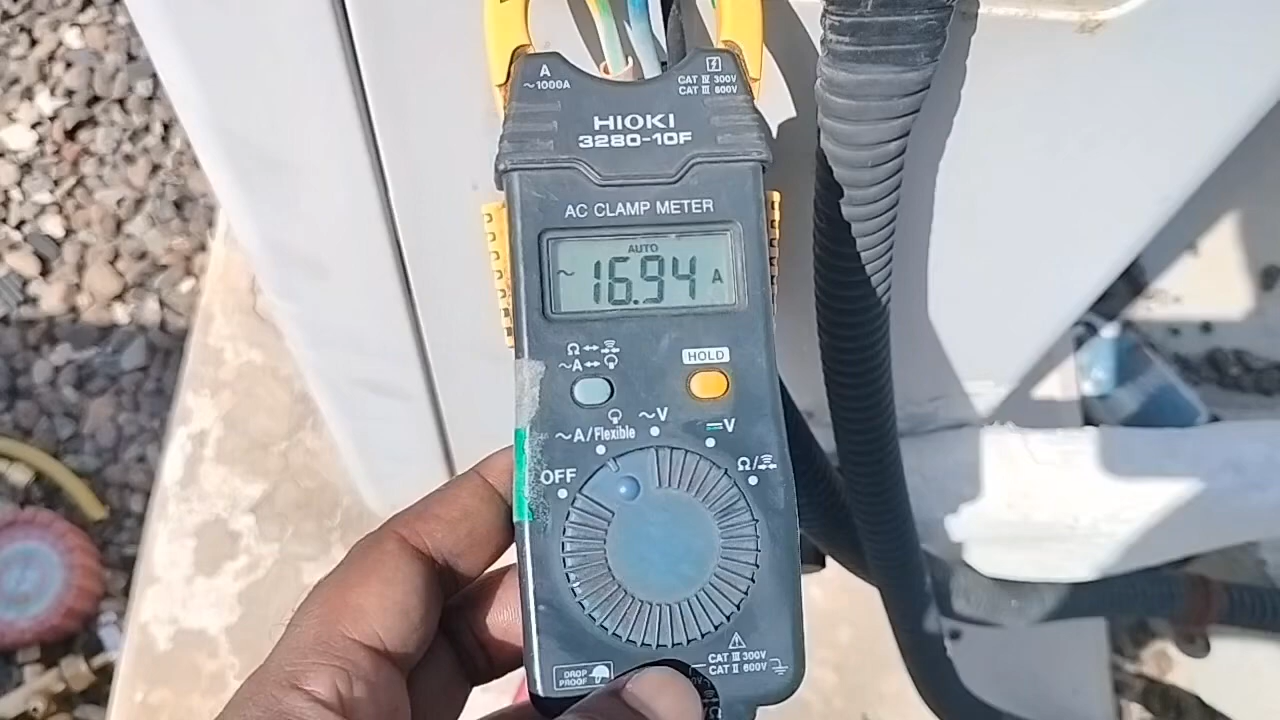 A
~1000A
CAT Ⅳ 300V
CAT Ⅲ 600V
HIOKI
3280-10F
AC CLAMP METER
AUTO
~ 16.94 A
Ω↔
~A↔
HOLD
~A/Flexible
~V
V
OFF
Ω/
DROP
PROOF
CAT Ⅲ 300V
CAT Ⅱ 600V